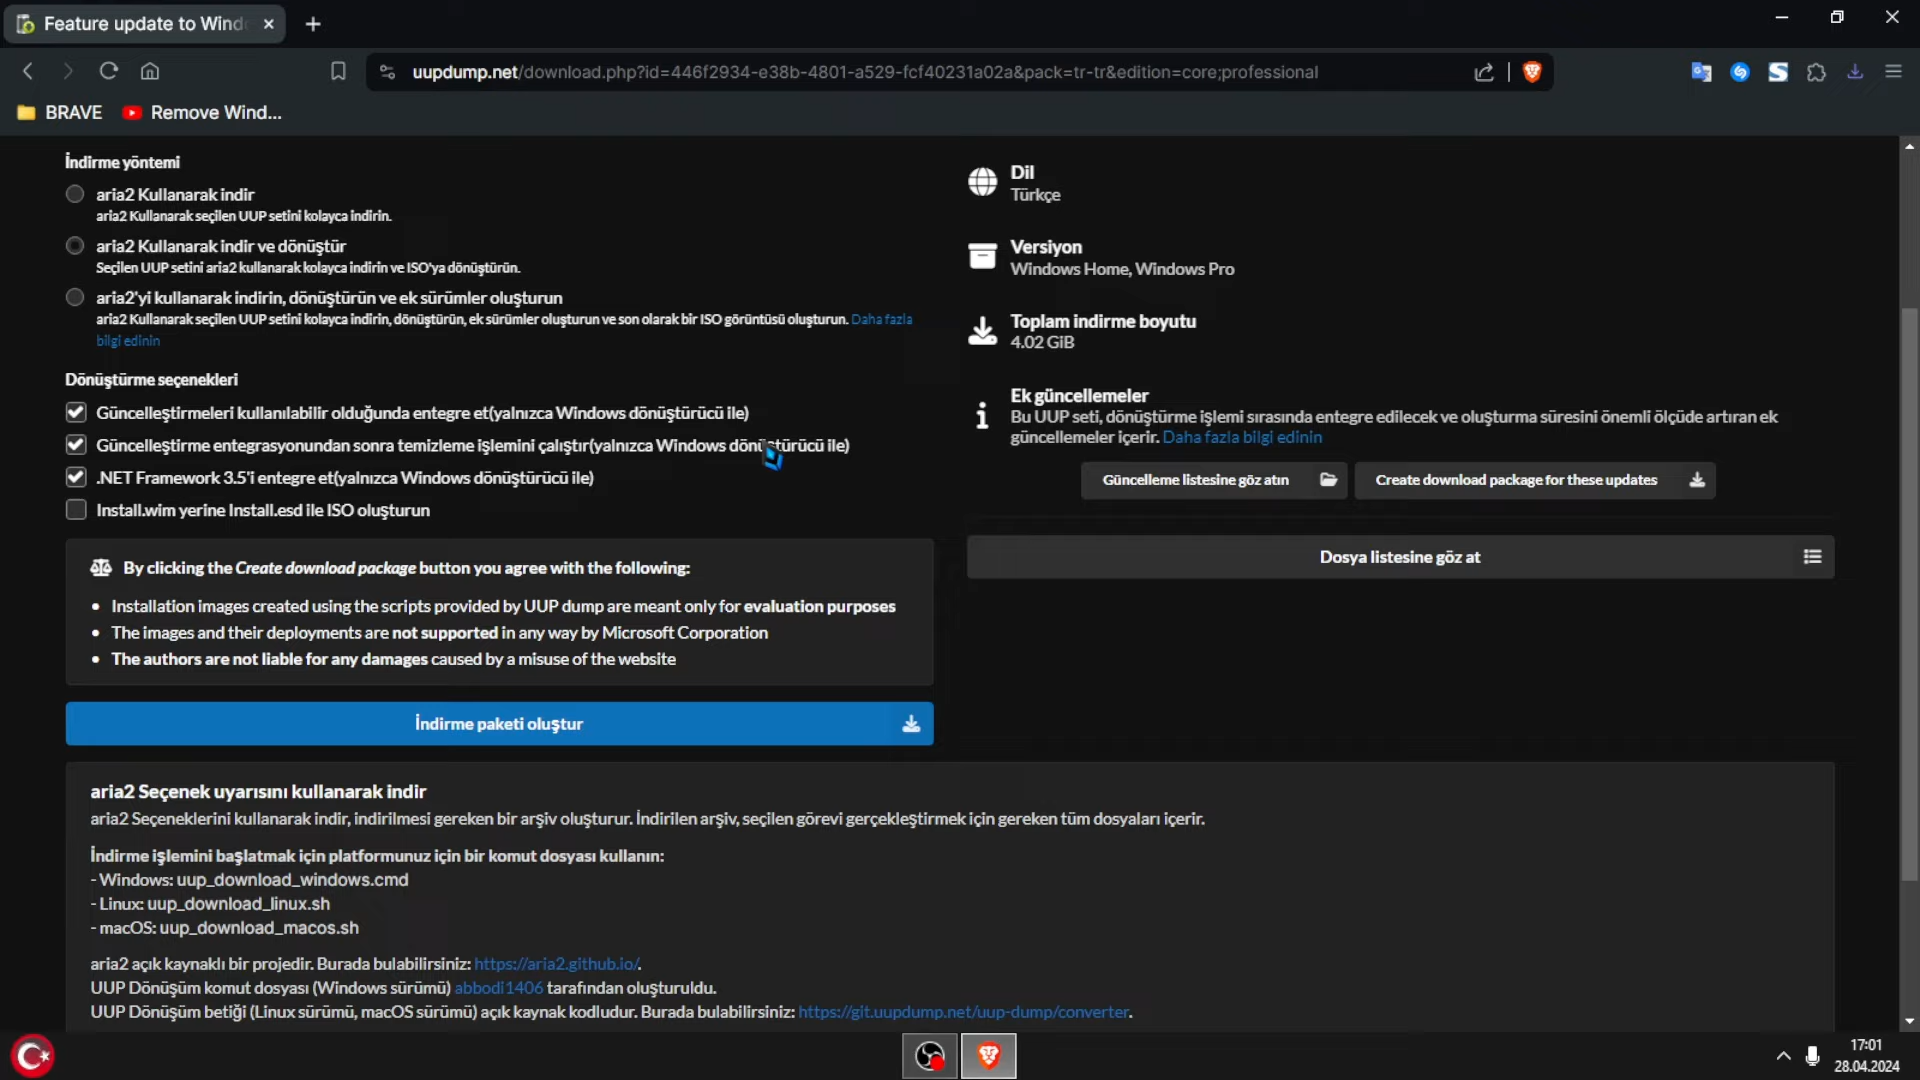 Feature update to Wind
uupdump.net/download.php?id=446f2934-e38b-4801-a529-fcf40231a02a&pack=tr-tr&edition=core;professional
BRAVE
Remove Wind...
İndirme yöntemi
aria2 Kullanarak indir
aria2 Kullanarak seçilen UUP setini kolayca indirin.
aria2 Kullanarak indir ve dönüştür
Seçilen UUP setini aria2 kullanarak kolayca indirin ve ISO'ya dönüştürün.
aria2'yi kullanarak indirin, dönüştürün ve ek sürümler oluşturun
aria2 Kullanarak seçilen UUP setini kolayca indirin, dönüştürün, ek sürümler oluşturun ve son olarak bir ISO görüntüsü oluşturun. Daha fazla
bilgi edinin
Dönüştürme seçenekleri
Güncelleştirmeleri kullanılabilir olduğunda entegre et(yalnızca Windows dönüştürücü ile)
Güncelleştirme entegrasyonundan sonra temizleme işlemini çalıştır(yalnızca Windows dönüştürücü ile)
.NET Framework 3.5'i entegre et(yalnızca Windows dönüştürücü ile)
Install.wim yerine Install.esd ile ISO oluşturun
By clicking the Create download package button you agree with the following:
• Installation images created using the scripts provided by UUP dump are meant only for evaluation purposes
• The images and their deployments are not supported in any way by Microsoft Corporation
• The authors are not liable for any damages caused by a misuse of the website
İndirme paketi oluştur
Dil
Türkçe
Versiyon
Windows Home, Windows Pro
Toplam indirme boyutu
4.02 GiB
Ek güncellemeler
Bu UUP seti, dönüştürme işlemi sırasında entegre edilecek ve oluşturma süresini önemli ölçüde artıran ek
güncellemeler içerir. Daha fazla bilgi edinin
Güncelleme listesine göz atın
Create download package for these updates
Dosya listesine göz at
aria2 Seçenek uyarısını kullanarak indir
aria2 Seçeneklerini kullanarak indir, indirilmesi gereken bir arşiv oluşturur. İndirilen arşiv, seçilen görevi gerçekleştirmek için gereken tüm dosyaları içerir.
İndirme işlemini başlatmak için platformunuz için bir komut dosyası kullanın:
- Windows: uup_download_windows.cmd
- Linux: uup_download_linux.sh
- macOS: uup_download_macos.sh
aria2 açık kaynaklı bir projedir. Burada bulabilirsiniz: https://aria2.github.io/.
UUP Dönüşüm komut dosyası (Windows sürümü) abbodi1406 tarafından oluşturuldu.
UUP Dönüşüm betiği (Linux sürümü, macOS sürümü) açık kaynak kodludur. Burada bulabilirsiniz: https://git.uupdump.net/uup-dump/converter.
17:01
28.04.2024